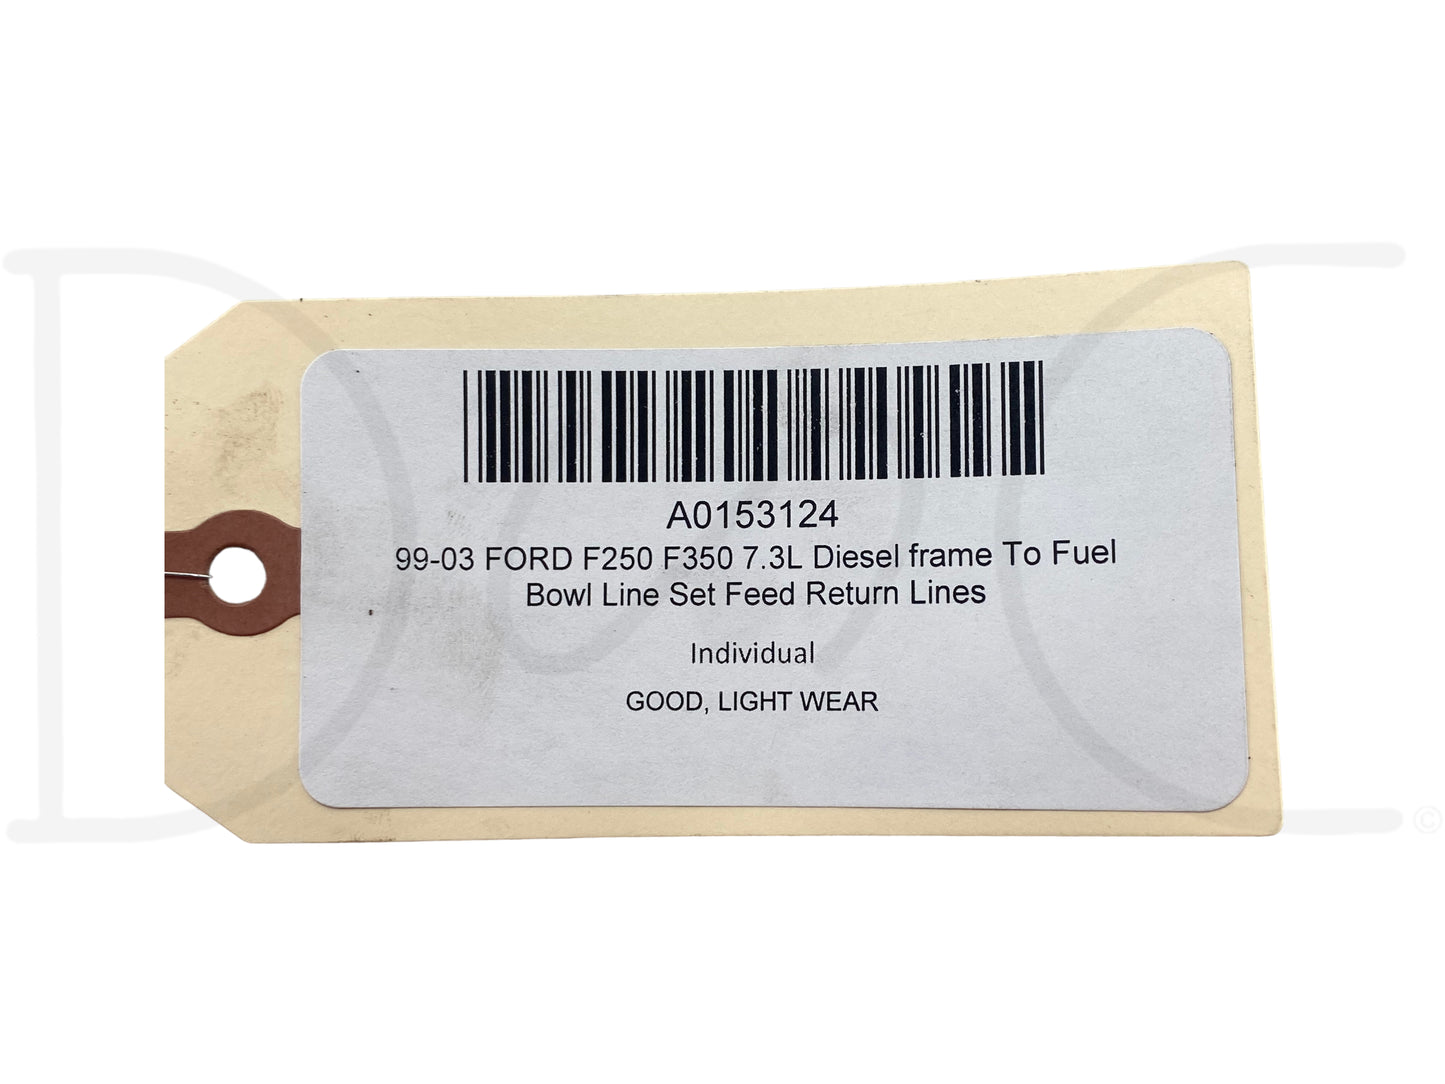 A0153124
99-03 FORD F250 F350 7.3L Diesel frame To Fuel
Bowl Line Set Feed Return Lines
Individual
GOOD, LIGHT WEAR
©